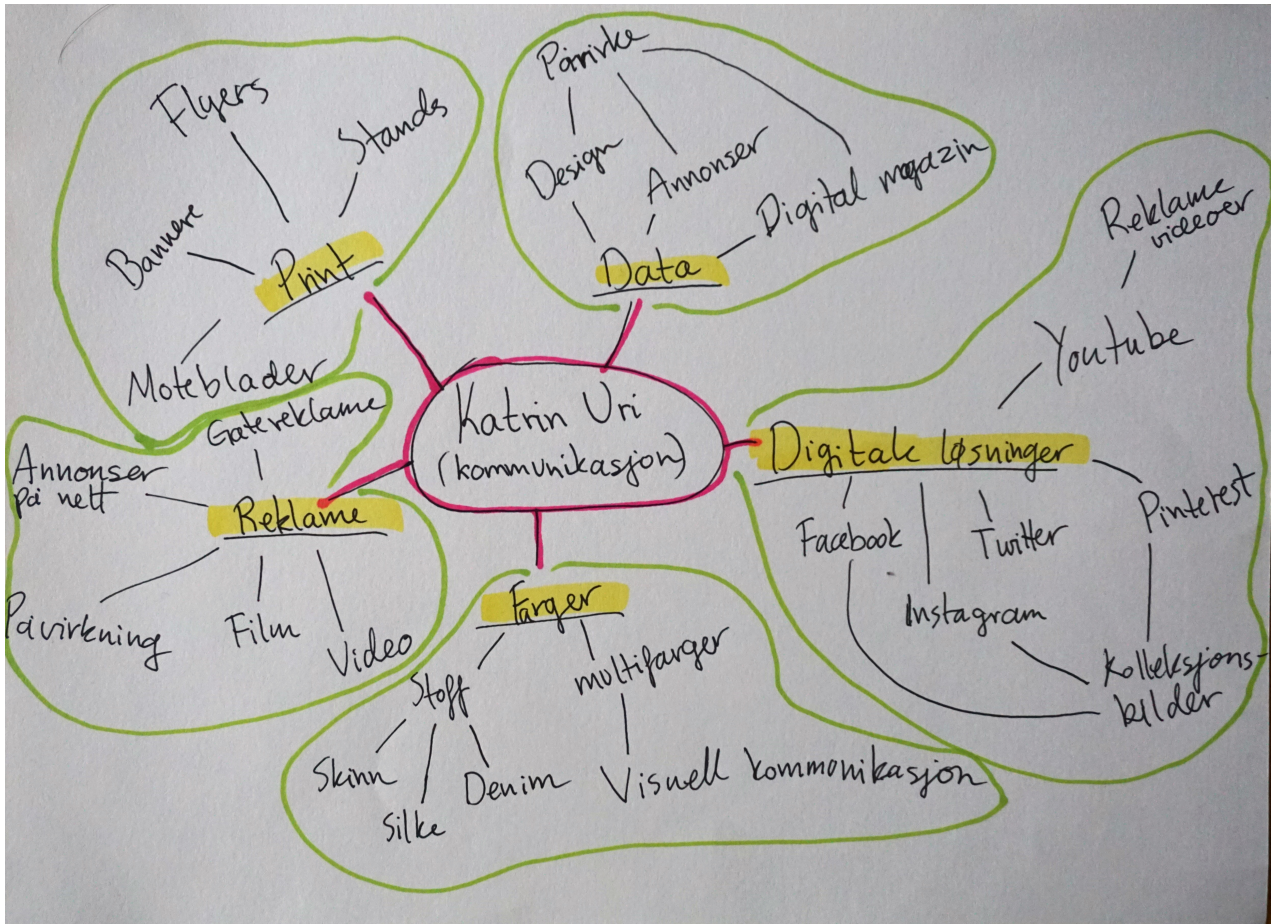 Flyers
Stands
Bannere
Print
Moteblader
Påvirke
Design
Annonser
Digital magazin
Data
Reklame
videoer
Youtube
Katrin Uri
(kommunikasjon)
Digitale løsninger
Facebook
Twitter
Pinterest
Instagram
Kolleksjons-
bilder
Gatereklame
Annonser
på nett
Reklame
Påvirkning
Film
Video
Farger
Stoff
multifarger
Skinn
Silke
Denim
Visuell kommunikasjon